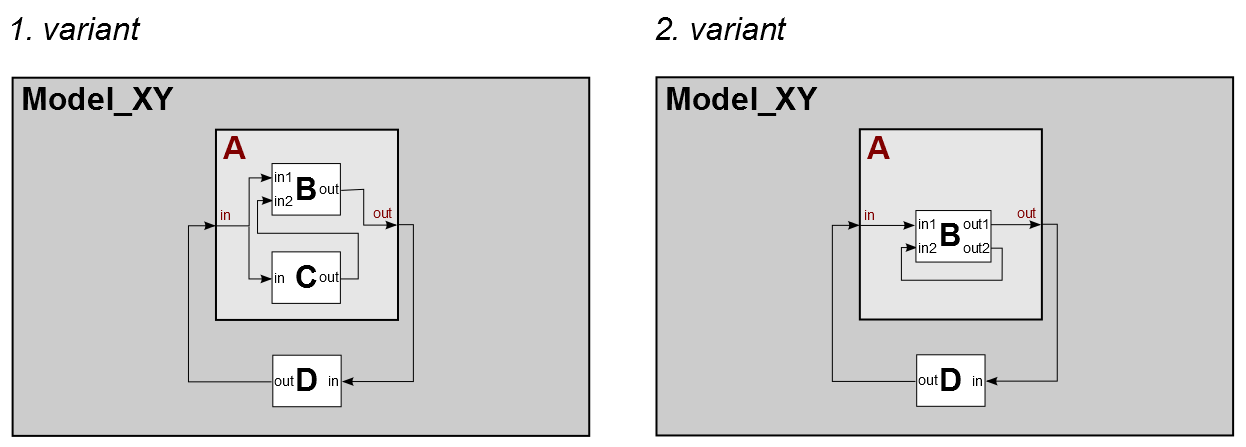 1. variant
Model_XY
A
in
out
in1
in2
B
out
in
C
out
out
D
in
2. variant
Model_XY
A
in
out
in1
in2
B
out1
out2
out
D
in